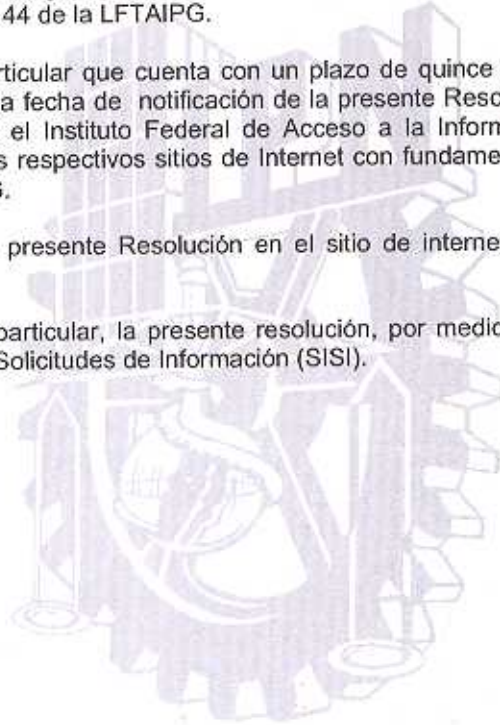 44 de la LFTAIPG.
rticular que cuenta con un plazo de quince
a fecha de notificación de la presente Reso
el Instituto Federal de Acceso a la Inform
s respectivos sitios de Internet con fundame
presente Resolución en el sitio de interne
particular, la presente resolución, por medio
Solicitudes de Información (SISI).